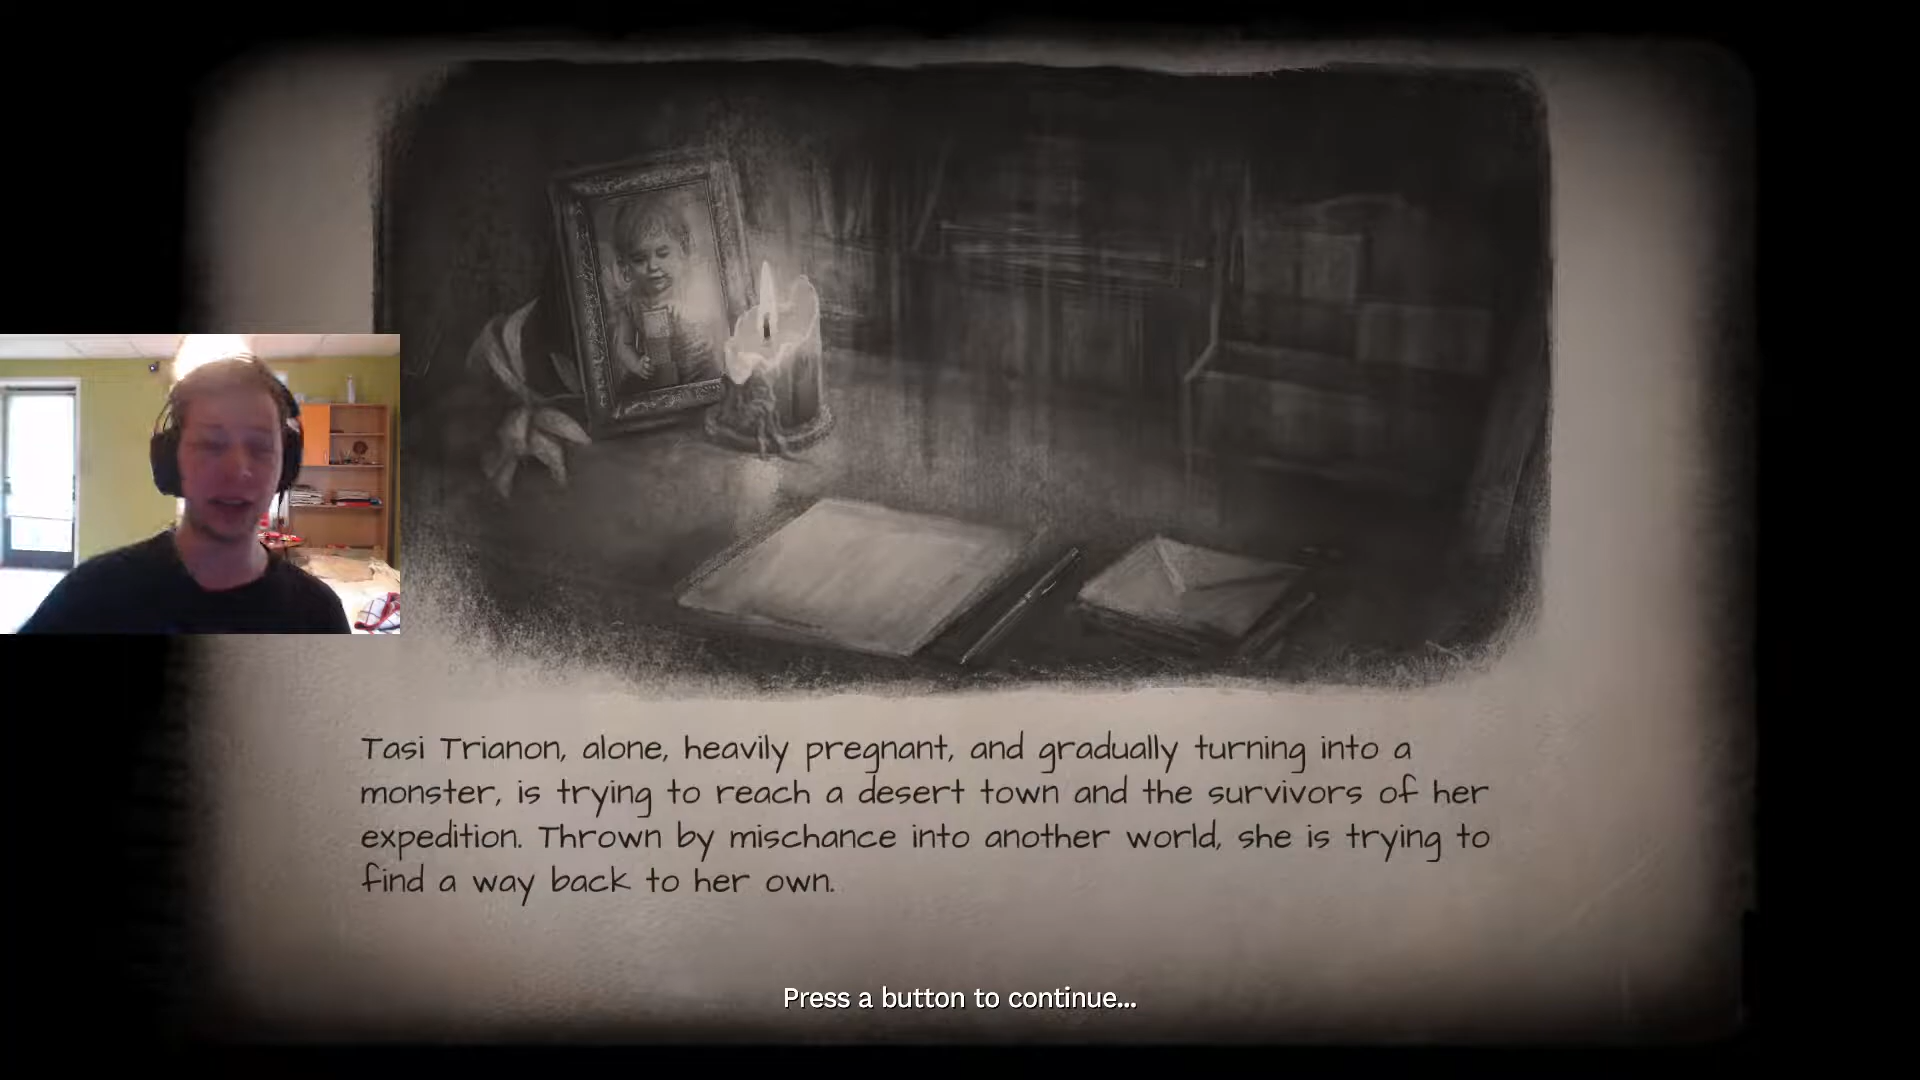 Tasi Trianon, alone, heavily pregnant, and gradually turning into a
monster, is trying to reach a desert town and the survivors of her
expedition. Thrown by mischance into another world, she is trying to
find a way back to her own.
Press a button to continue...